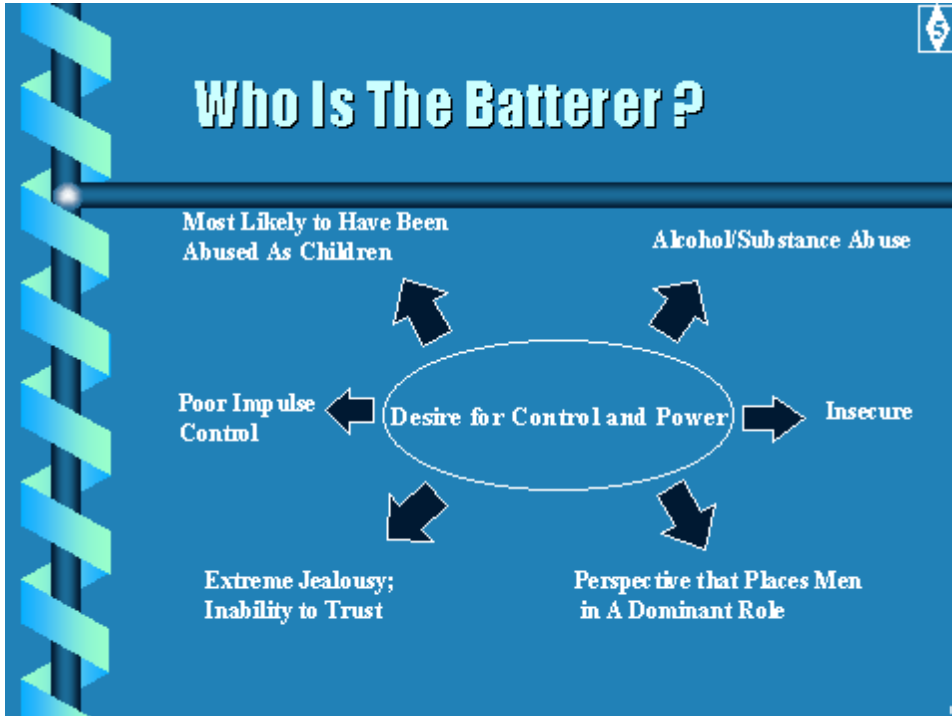 5
Who Is The Batterer ?
Most Likely to Have Been
Abused As Children
Alcohol/Substance Abuse
Poor Impulse
Control
Desire for Control and Power
Insecure
Extreme Jealousy;
Inability to Trust
Perspective that Places Men
in A Dominant Role